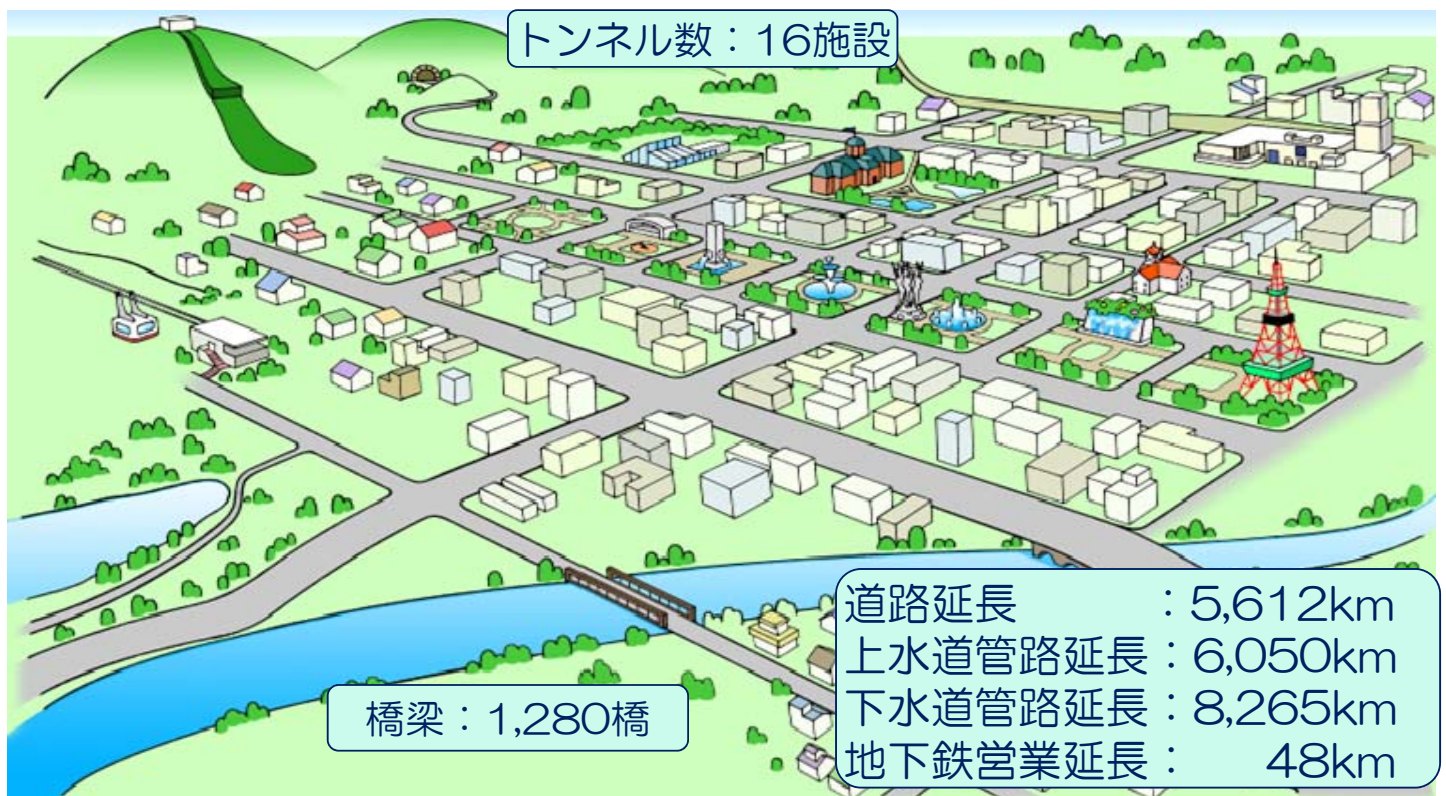 トンネル数：16施設
道路延長　　　：5,612km
上水道管路延長：6,050km
下水道管路延長：8,265km
地下鉄営業延長：　48km
橋梁：1,280橋